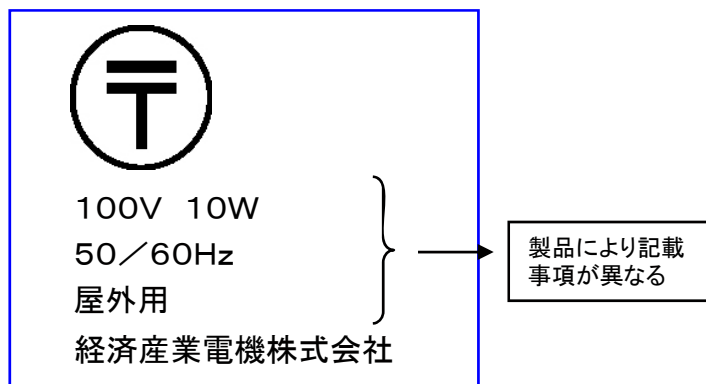 〒
100V 10W
50／60Hz
屋外用
経済産業電機株式会社
製品により記載
事項が異なる